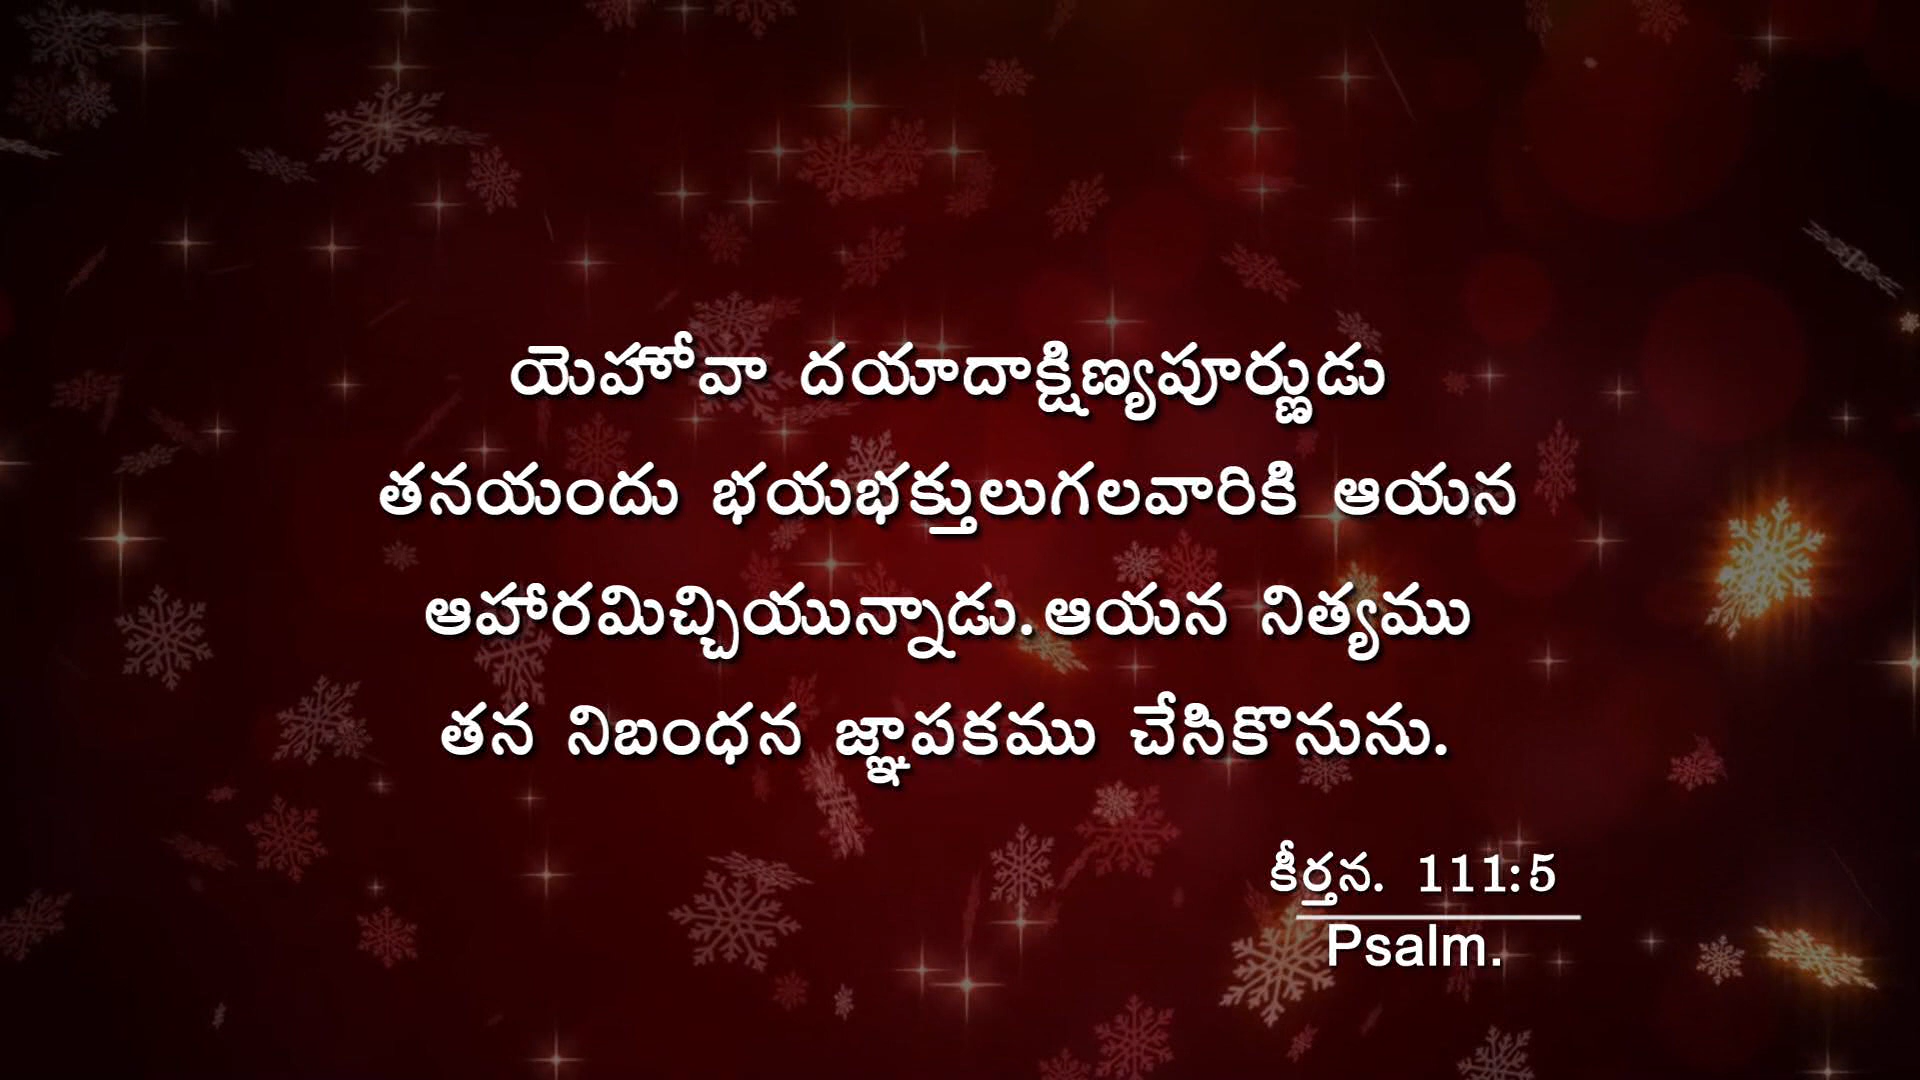 యెహోవా దయాదాక్షిణ్యపూర్ణుడు
తనయందు భయభక్తులుగలవారికి ఆయన
ఆహారమిచ్చియున్నాడు.ఆయన నిత్యము
తన నిబంధన జ్ఞాపకము చేసికొనును.
కీర్తన. 111:5
Psalm.